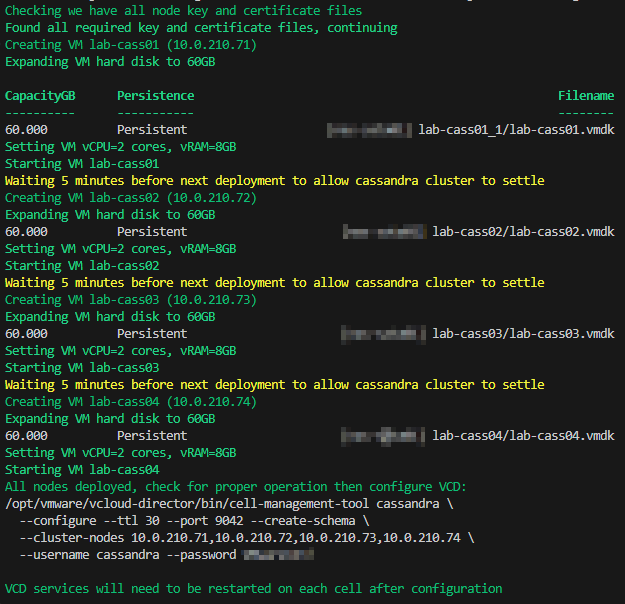 Checking we have all node key and certificate files
Found all required key and certificate files, continuing
Creating VM lab-cass01 (10.0.210.71)
Expanding VM hard disk to 60GB
CapacityGB Persistence Filename
---------- ----------- --------
60.000 Persistent lab-cass01_1/lab-cass01.vmdk
Setting VM vCPU=2 cores, vRAM=8GB
Starting VM lab-cass01
Waiting 5 minutes before next deployment to allow cassandra cluster to settle
Creating VM lab-cass02 (10.0.210.72)
Expanding VM hard disk to 60GB
60.000 Persistent lab-cass02/lab-cass02.vmdk
Setting VM vCPU=2 cores, vRAM=8GB
Starting VM lab-cass02
Waiting 5 minutes before next deployment to allow cassandra cluster to settle
Creating VM lab-cass03 (10.0.210.73)
Expanding VM hard disk to 60GB
60.000 Persistent lab-cass03/lab-cass03.vmdk
Setting VM vCPU=2 cores, vRAM=8GB
Starting VM lab-cass03
Waiting 5 minutes before next deployment to allow cassandra cluster to settle
Creating VM lab-cass04 (10.0.210.74)
Expanding VM hard disk to 60GB
60.000 Persistent lab-cass04/lab-cass04.vmdk
Setting VM vCPU=2 cores, vRAM=8GB
Starting VM lab-cass04
All nodes deployed, check for proper operation then configure VCD:
/opt/vmware/vcloud-director/bin/cell-management-tool cassandra \
--configure --ttl 30 --port 9042 --create-schema \
--cluster-nodes 10.0.210.71,10.0.210.72,10.0.210.73,10.0.210.74 \
--username cassandra --password
VCD services will need to be restarted on each cell after configuration